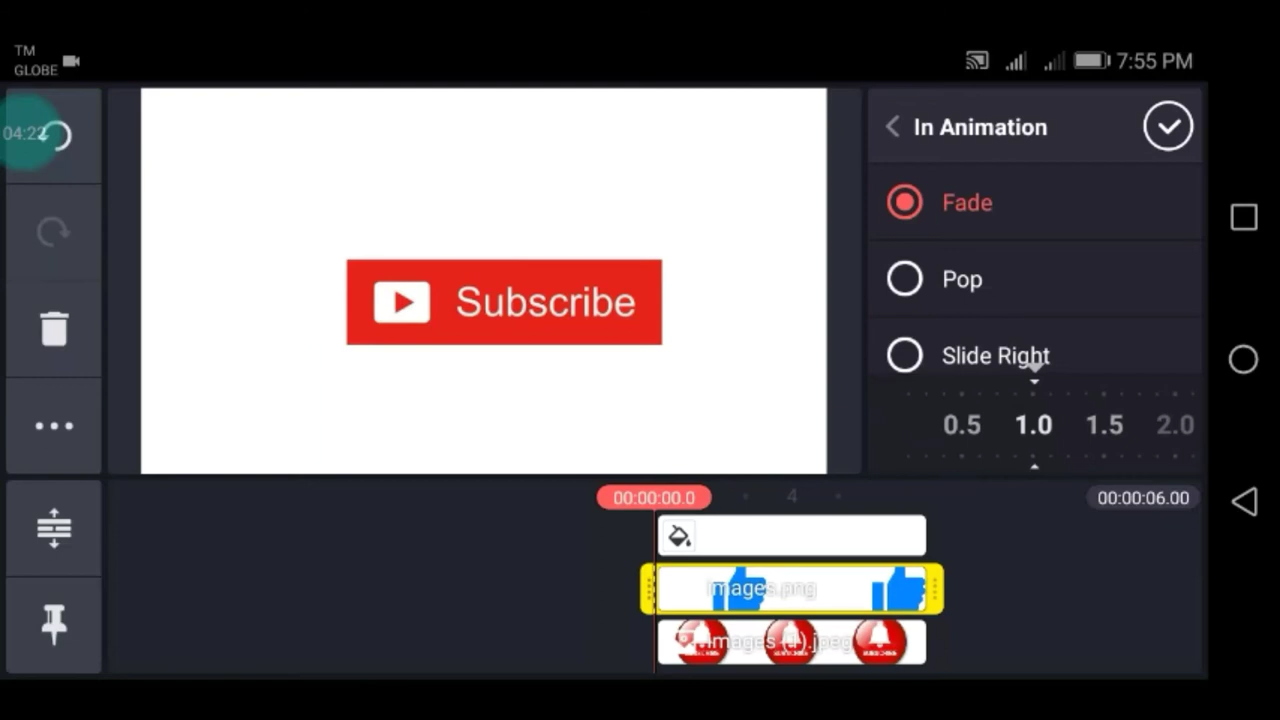 TM
GLOBE
7:55 PM
04:22
In Animation
Fade
Pop
Slide Right
Subscribe
0.5 1.0 1.5 2.0
00:00:00.0
4
00:00:06.00
images.png
images (1).jpeg